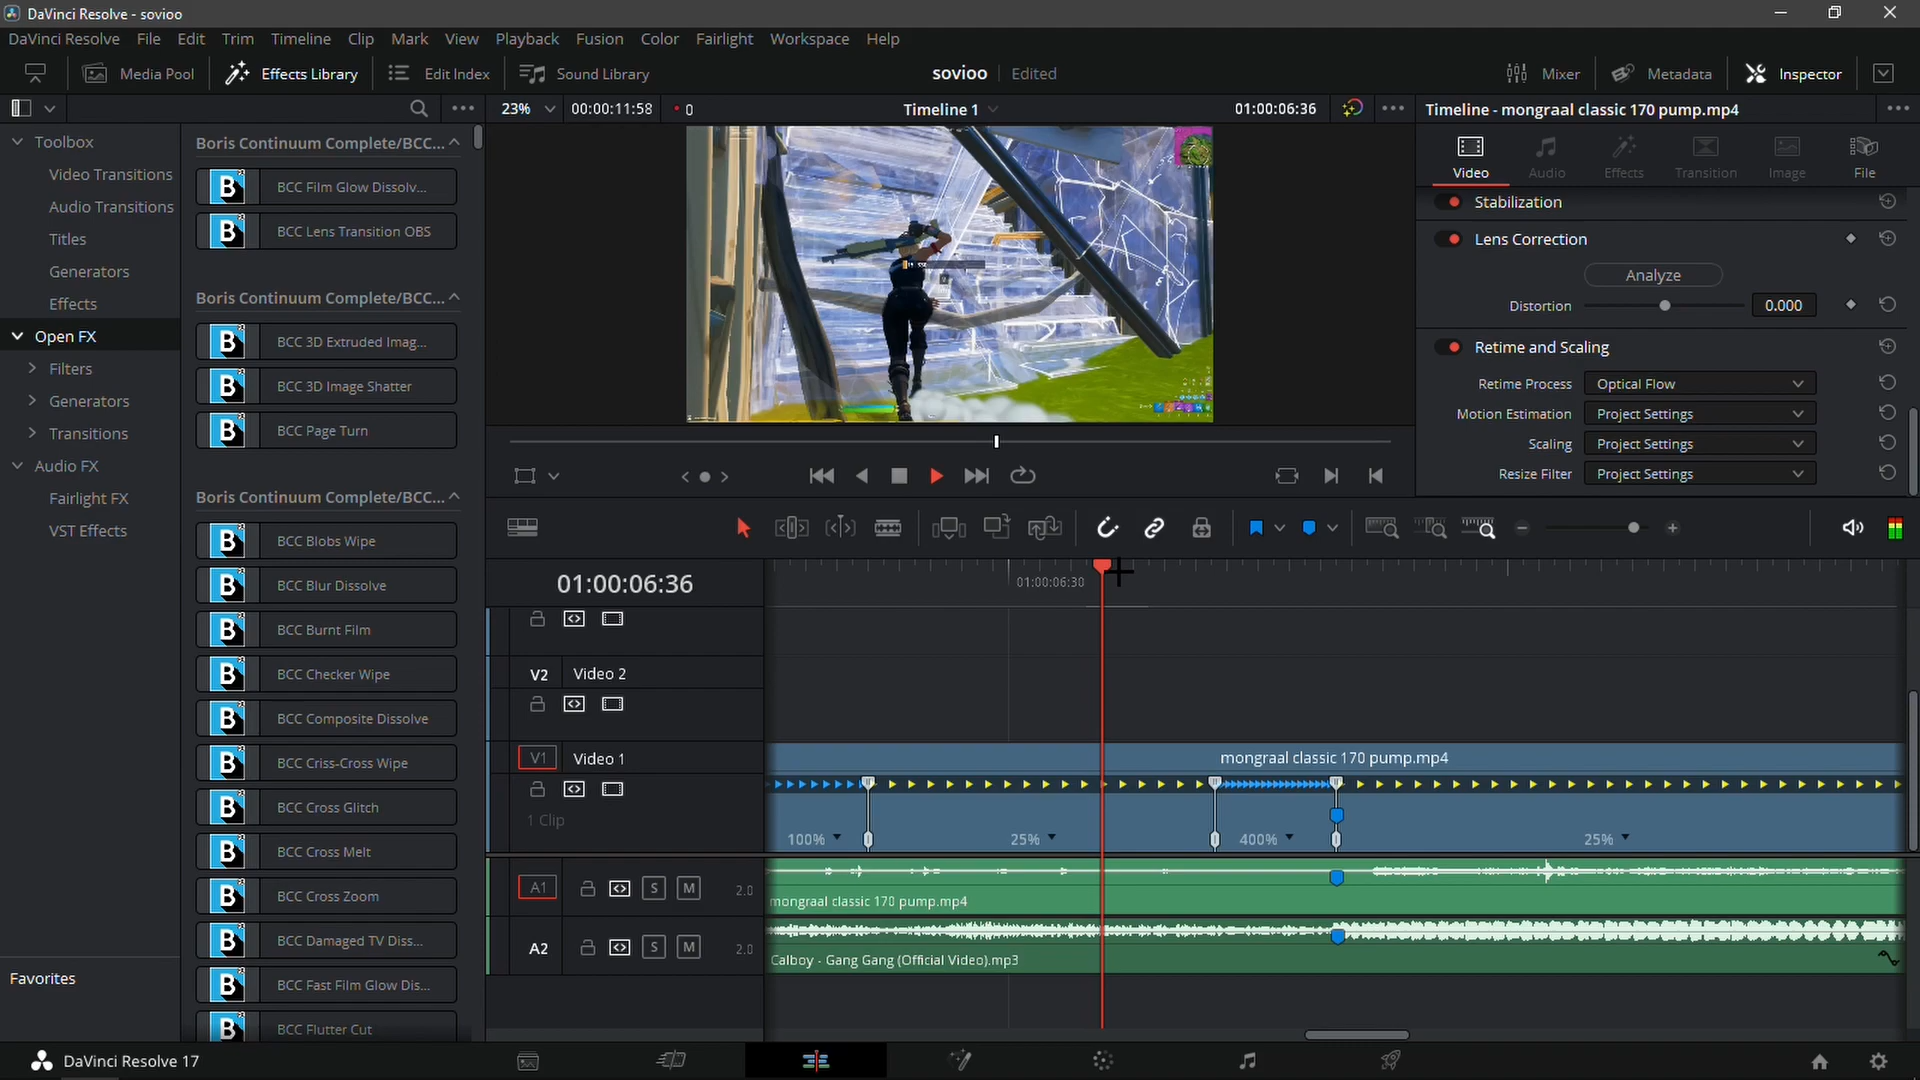 DaVinci Resolve - sovioo
DaVinci Resolve File Edit Trim Timeline Clip Mark View Playback Fusion Color Fairlight Workspace Help
Media Pool Effects Library Edit Index Sound Library sovioo Edited Mixer Metadata Inspector
23% 00:00:11:58 0 Timeline 1 01:00:06:36 Timeline - mongraal classic 170 pump.mp4
Toolbox
Video Transitions
Audio Transitions
Titles
Generators
Effects
Open FX
Filters
Generators
Transitions
Audio FX
Fairlight FX
VST Effects
Favorites
Boris Continuum Complete/BCC...
BCC Film Glow Dissolv...
BCC Lens Transition OBS
Boris Continuum Complete/BCC...
BCC 3D Extruded Imag...
BCC 3D Image Shatter
BCC Page Turn
Boris Continuum Complete/BCC...
BCC Blobs Wipe
BCC Blur Dissolve
BCC Burnt Film
BCC Checker Wipe
BCC Composite Dissolve
BCC Criss-Cross Wipe
BCC Cross Glitch
BCC Cross Melt
BCC Cross Zoom
BCC Damaged TV Diss...
BCC Fast Film Glow Dis...
BCC Flutter Cut
Video Audio Effects Transition Image File
Stabilization
Lens Correction
Analyze
Distortion 0.000
Retime and Scaling
Retime Process Optical Flow
Motion Estimation Project Settings
Scaling Project Settings
Resize Filter Project Settings
01:00:06:36
01:00:06:30
V2 Video 2
V1 Video 1
1 Clip
mongraal classic 170 pump.mp4
100% 25% 400% 25%
A1 S M 2.0
mongraal classic 170 pump.mp4
A2 S M 2.0
Calboy - Gang Gang (Official Video).mp3
DaVinci Resolve 17